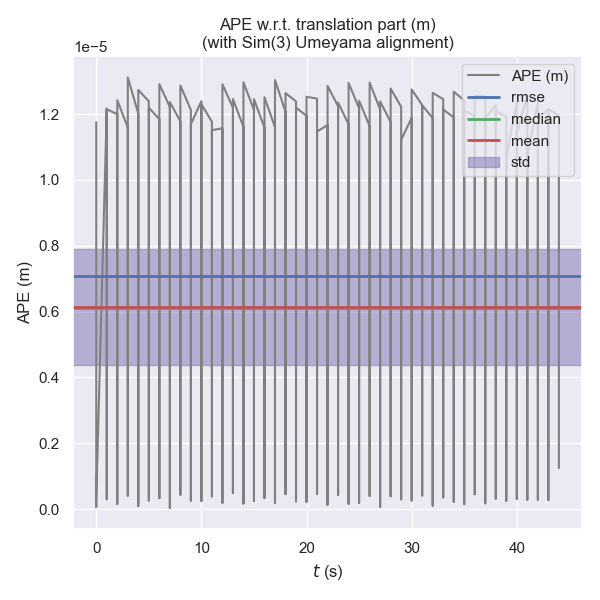 APE w.r.t. translation part (m)
(with Sim(3) Umeyama alignment)
1e−5
APE (m)
rmse
median
mean
std
1.2
1.0
0.8
0.6
0.4
0.2
0.0
APE (m)
0 10 20 30 40
t (s)